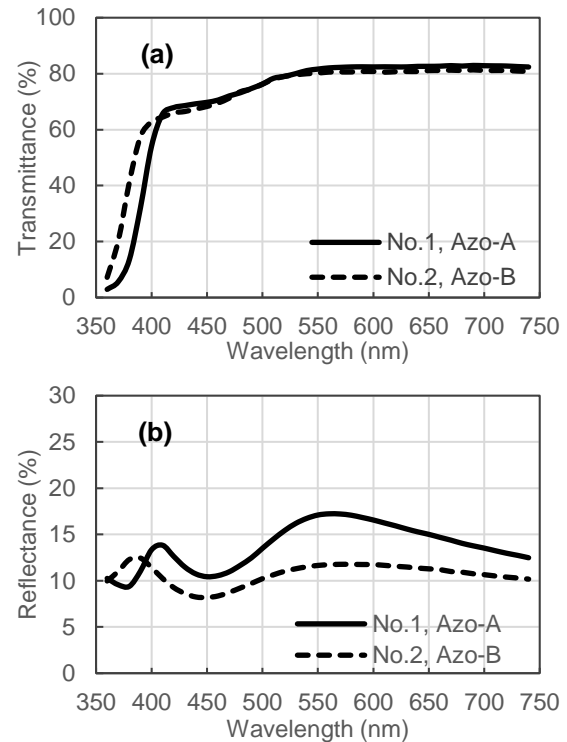 (a)
Transmittance (%)
100
80
60
40
20
0
No.1, Azo-A
No.2, Azo-B
350 400 450 500 550 600 650 700 750
Wavelength (nm)
(b)
Reflectance (%)
30
25
20
15
10
5
0
No.1, Azo-A
No.2, Azo-B
350 400 450 500 550 600 650 700 750
Wavelength (nm)